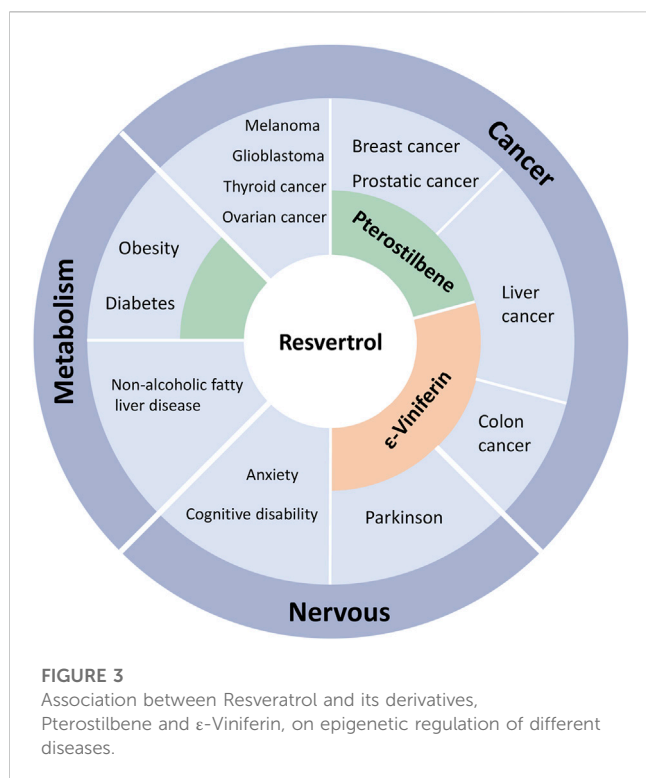 Cancer
Melanoma
Glioblastoma
Thyroid cancer
Ovarian cancer
Breast cancer
Prostatic cancer
Pterostilbene
Liver
cancer
Colon
cancer
ε-Viniferin
Resvertrol
Metabolism
Obesity
Diabetes
Non-alcoholic fatty
liver disease
Anxiety
Cognitive disability
Parkinson
Nervous
FIGURE 3
Association between Resveratrol and its derivatives,
Pterostilbene and ε-Viniferin, on epigenetic regulation of different
diseases.